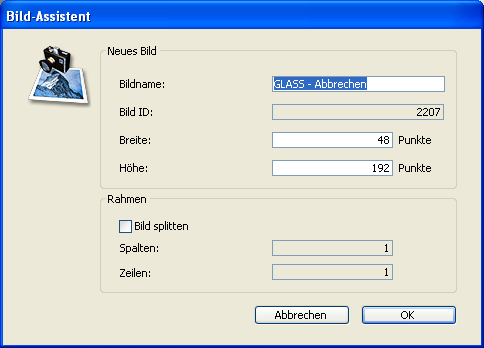 Bild-Assistent
Neues Bild
Bildname: GLASS - Abbrechen
Bild ID: 2207
Breite: 48 Punkte
Höhe: 192 Punkte
Rahmen
Bild splitten
Spalten: 1
Zeilen: 1
Abbrechen OK